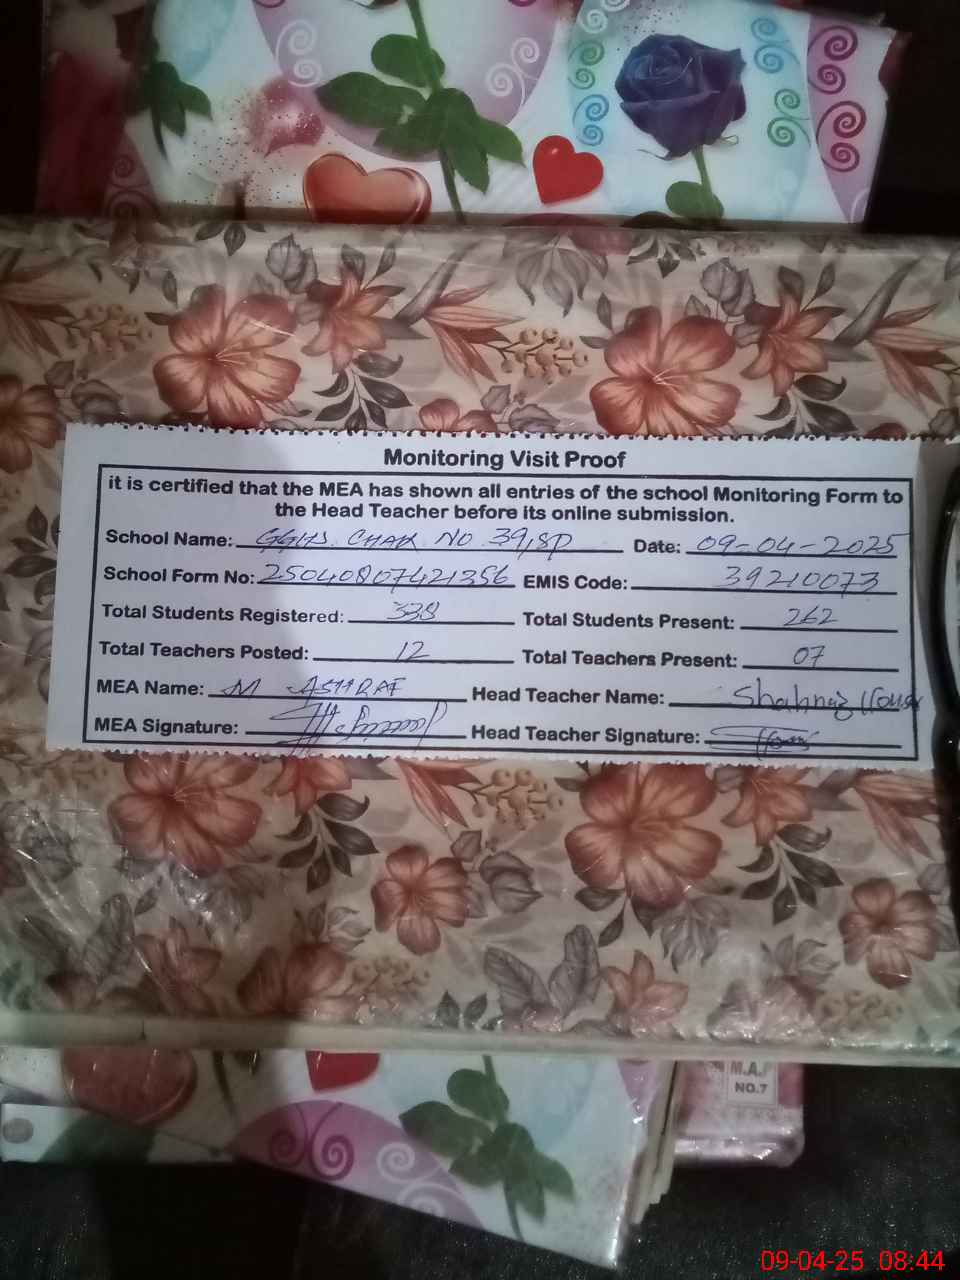 Monitoring Visit Proof
it is certified that the MEA has shown all entries of the school Monitoring Form to
the Head Teacher before its online submission.
School Name: GGHS. CHAK NO 39/SP Date: 09-04-2025
School Form No: 25040807421356 EMIS Code: 39210073
Total Students Registered: 338 Total Students Present: 262
Total Teachers Posted: 12 Total Teachers Present: 07
MEA Name: M ASHRAF Head Teacher Name: Shahnaz
MEA Signature: Head Teacher Signature:
NO.7
09-04-25 08:44